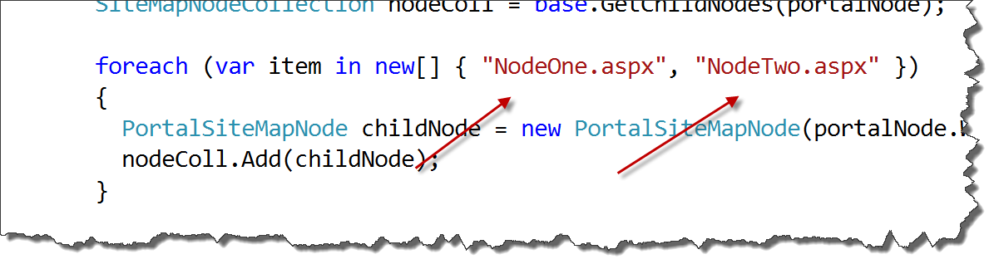 SiteMapNodeCollection nodeColl = base.GetChildNodes(portalNode);
foreach (var item in new[] { "NodeOne.aspx", "NodeTwo.aspx" })
{
PortalSiteMapNode childNode = new PortalSiteMapNode(portalNode.
nodeColl.Add(childNode);
}